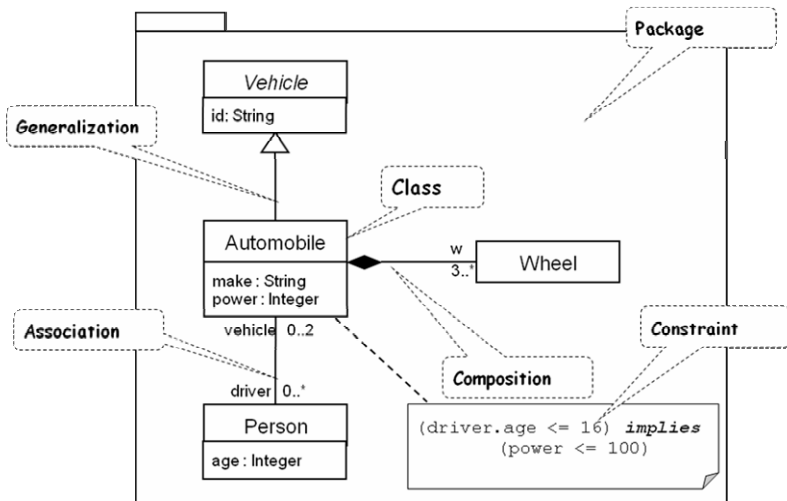 Package
Vehicle
id: String
Generalization
Class
Automobile
make : String
power : Integer
w
3..*
Wheel
Association
vehicle 0..2
Constraint
Composition
driver 0..*
Person
age : Integer
(driver.age <= 16) implies
(power <= 100)